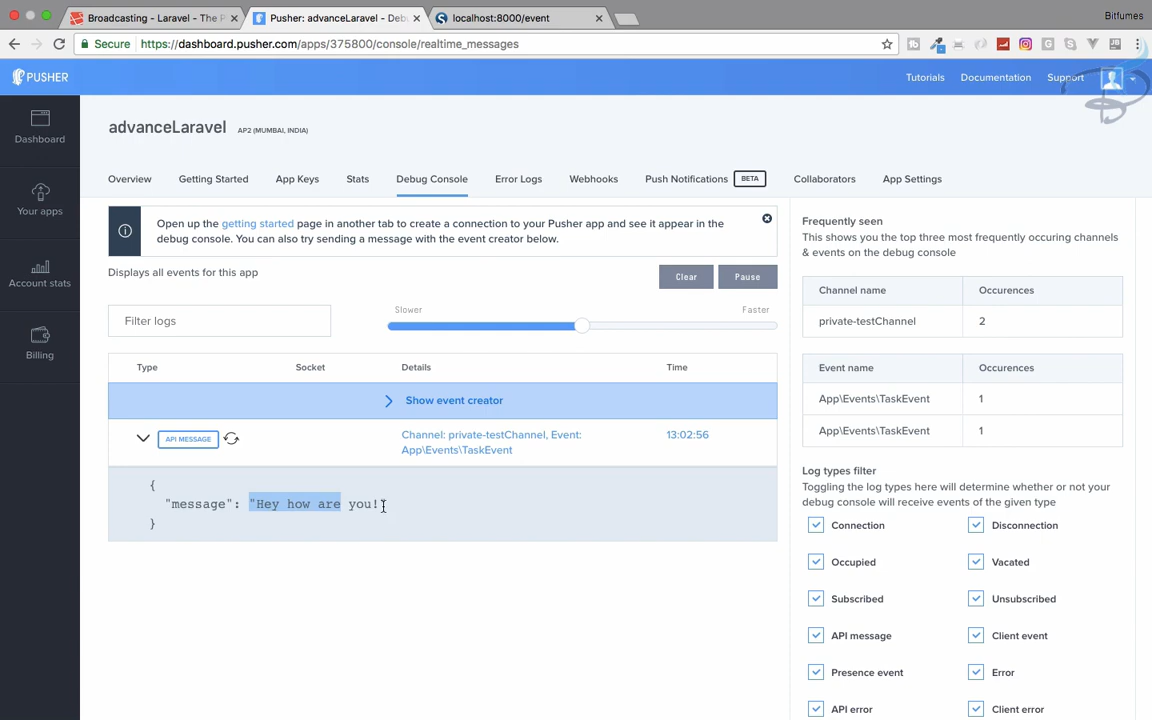 Broadcasting - Laravel - The P
Pusher: advanceLaravel - Deb
localhost:8000/event
Bitfumes
Secure
https://dashboard.pusher.com/apps/375800/console/realtime_messages
PUSHER
Tutorials
Documentation
Support
Dashboard
Your apps
Account stats
Billing
advanceLaravel
AP2 (MUMBAI, INDIA)
Overview
Getting Started
App Keys
Stats
Debug Console
Error Logs
Webhooks
Push Notifications
BETA
Collaborators
App Settings
Open up the getting started page in another tab to create a connection to your Pusher app and see it appear in the
debug console. You can also try sending a message with the event creator below.
Displays all events for this app
Clear
Pause
Filter logs
Slower
Faster
Type
Socket
Details
Time
Show event creator
API MESSAGE
Channel: private-testChannel, Event:
App\Events\TaskEvent
13:02:56
{
"message": "Hey how are you!
}
Frequently seen
This shows you the top three most frequently occuring channels
& events on the debug console
Channel name
Occurences
private-testChannel
2
Event name
Occurences
App\Events\TaskEvent
1
App\Events\TaskEvent
1
Log types filter
Toggling the log types here will determine whether or not your
debug console will receive events of the given type
Connection
Disconnection
Occupied
Vacated
Subscribed
Unsubscribed
API message
Client event
Presence event
Error
API error
Client error